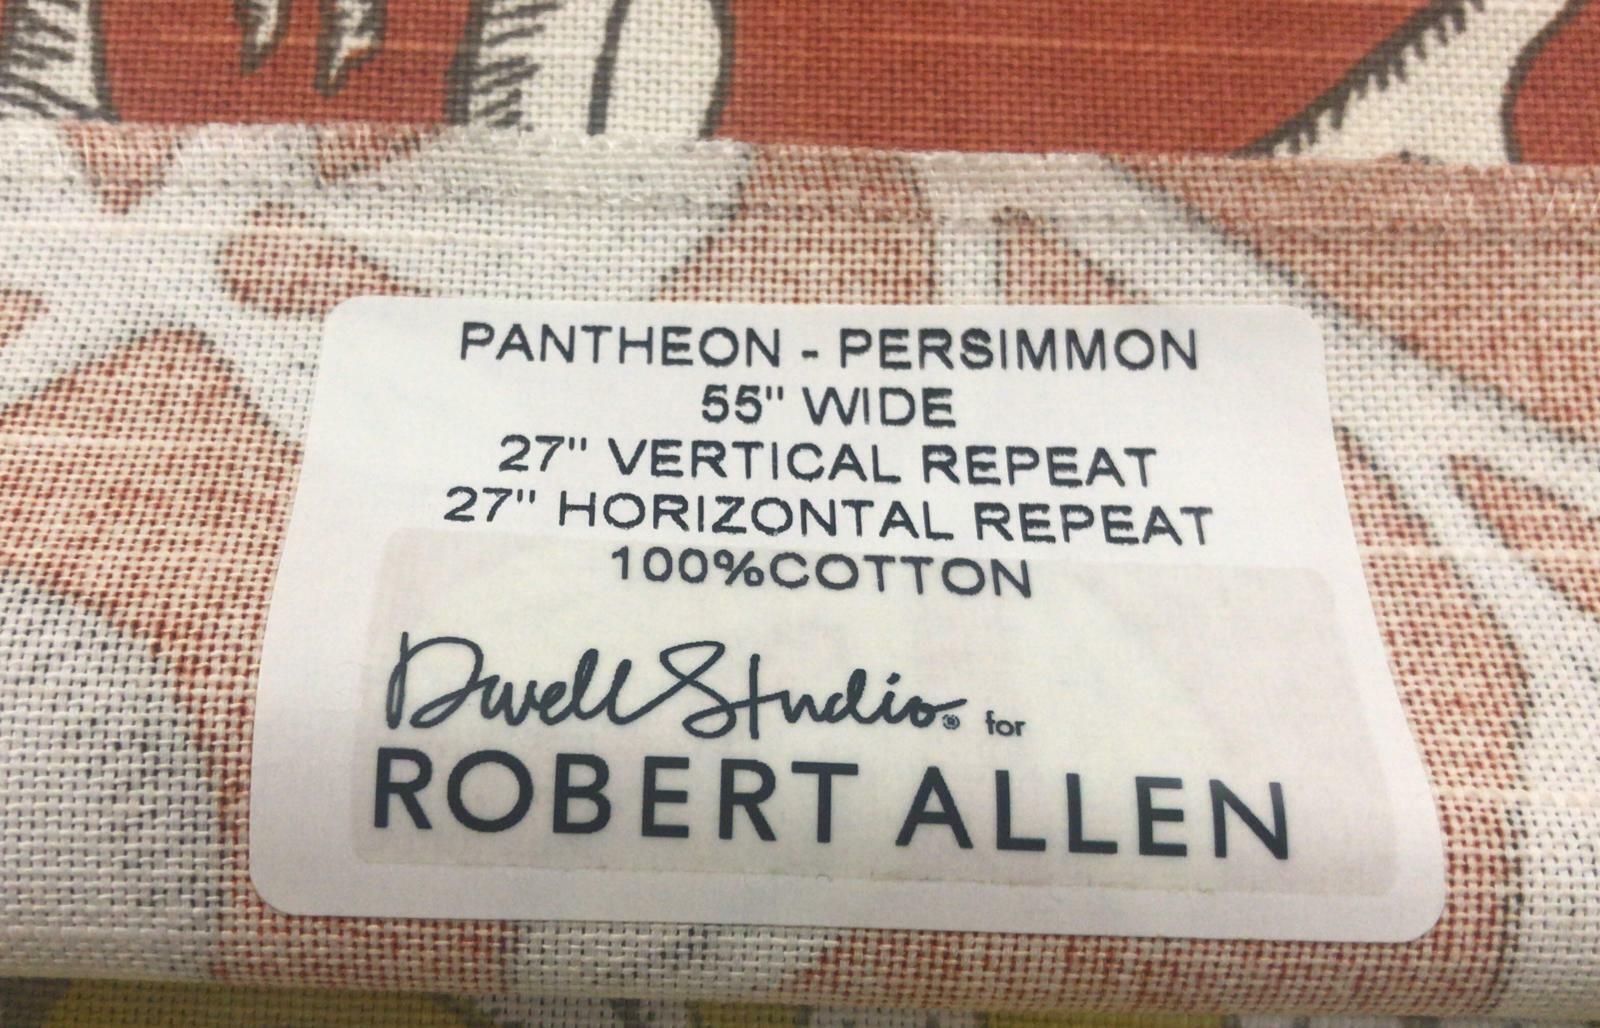 PANTHEON - PERSIMMON
55" WIDE
27" VERTICAL REPEAT
27" HORIZONTAL REPEAT
100%COTTON
DwellStudio® for
ROBERT ALLEN